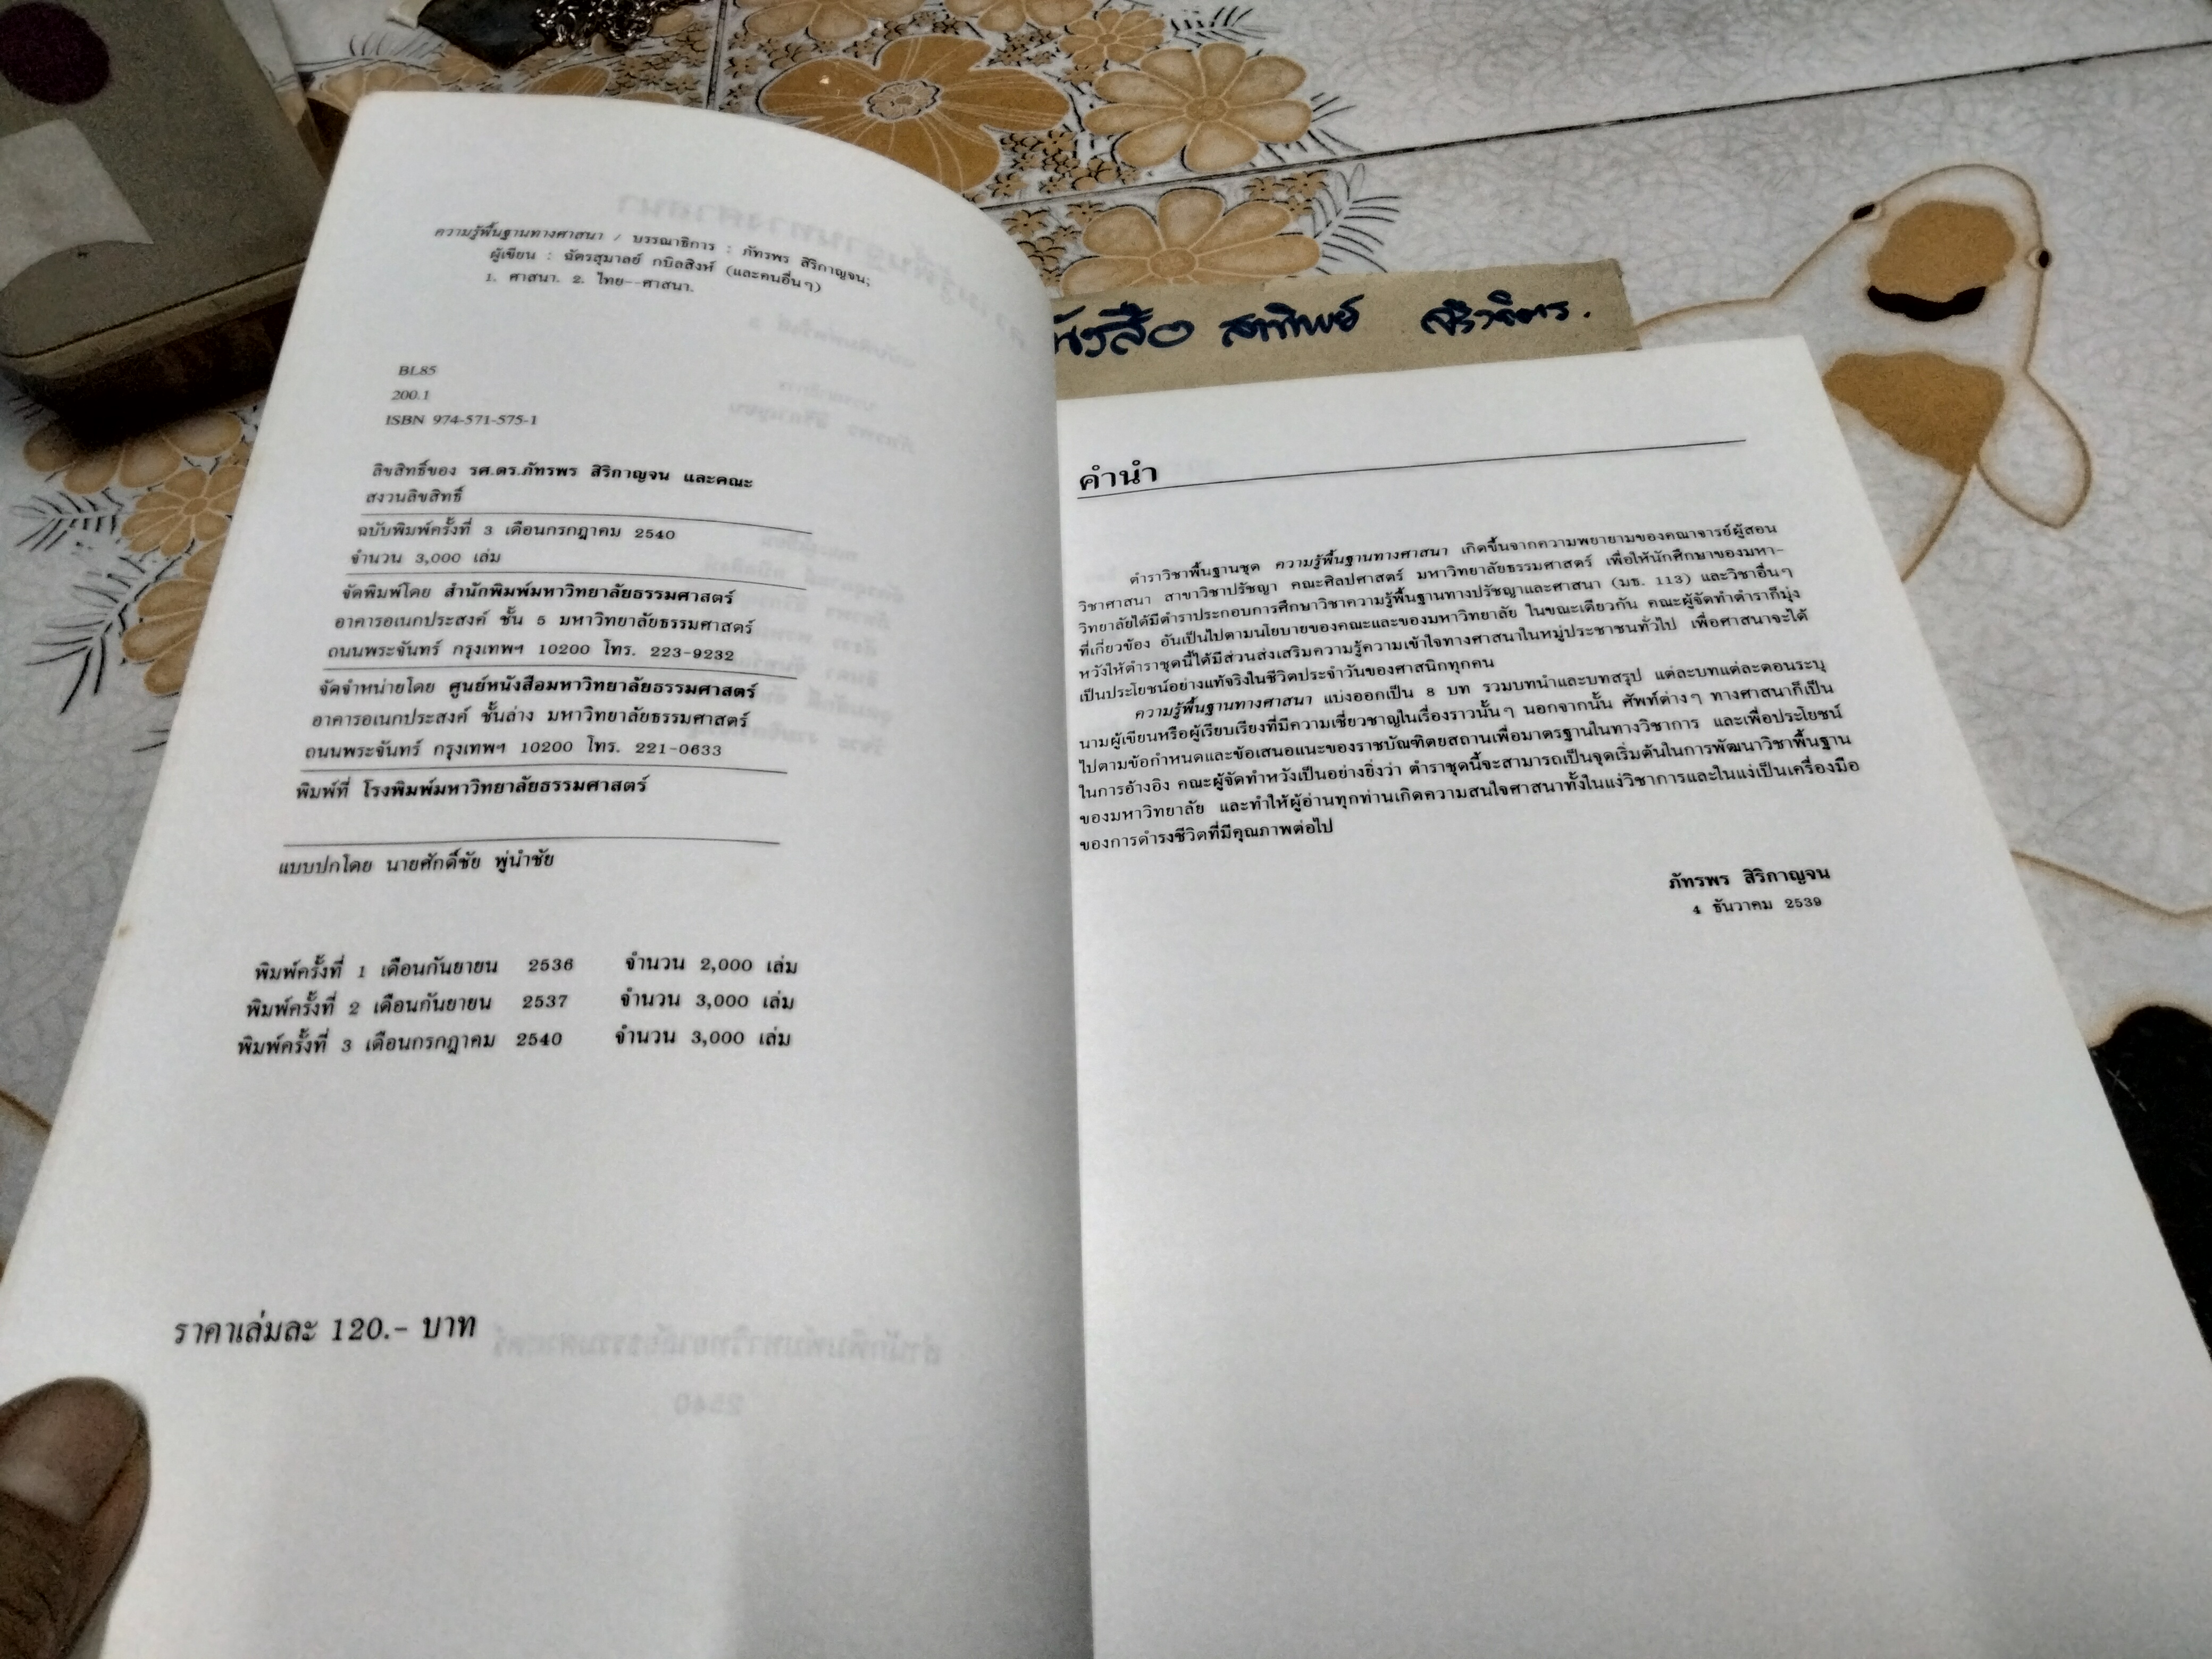 ความรู้พื้นฐานทางศาสนา / บรรณาธิการ : ภัทรพร สิริกาญจน;
ผู้เขียน : ฉัตรสุมาลย์ กบิลสิงห์ (และคนอื่นๆ)
1. ศาสนา. 2. ไทย--ศาสนา.
BL85
200.1
ISBN 974-571-575-1
ลิขสิทธิ์ของ รศ.ดร.ภัทรพร สิริกาญจน และคณะ
สงวนลิขสิทธิ์
ฉบับพิมพ์ครั้งที่ 3 เดือนกรกฎาคม 2540
จำนวน 3,000 เล่ม
จัดพิมพ์โดย สำนักพิมพ์มหาวิทยาลัยธรรมศาสตร์
อาคารอเนกประสงค์ ชั้น 5 มหาวิทยาลัยธรรมศาสตร์
ถนนพระจันทร์ กรุงเทพฯ 10200 โทร. 223-9232
จัดจำหน่ายโดย ศูนย์หนังสือมหาวิทยาลัยธรรมศาสตร์
อาคารอเนกประสงค์ ชั้นล่าง มหาวิทยาลัยธรรมศาสตร์
ถนนพระจันทร์ กรุงเทพฯ 10200 โทร. 221-0633
พิมพ์ที่ โรงพิมพ์มหาวิทยาลัยธรรมศาสตร์
แบบปกโดย นายศักดิ์ชัย พู่นำชัย
พิมพ์ครั้งที่ 1 เดือนกันยายน 2536 จำนวน 2,000 เล่ม
พิมพ์ครั้งที่ 2 เดือนกันยายน 2537 จำนวน 3,000 เล่ม
พิมพ์ครั้งที่ 3 เดือนกรกฎาคม 2540 จำนวน 3,000 เล่ม
ราคาเล่มละ 120.- บาท
คำนำ
ตำราวิชาพื้นฐานชุด ความรู้พื้นฐานทางศาสนา เกิดขึ้นจากความพยายามของคณาจารย์ผู้สอน
วิชาศาสนา สาขาวิชาปรัชญา คณะศิลปศาสตร์ มหาวิทยาลัยธรรมศาสตร์ เพื่อให้นักศึกษาของมหา-
วิทยาลัยได้มีตำราประกอบการศึกษาวิชาความรู้พื้นฐานทางปรัชญาและศาสนา (มธ. 113) และวิชาอื่นๆ
ที่เกี่ยวข้อง อันเป็นไปตามนโยบายของคณะและของมหาวิทยาลัย ในขณะเดียวกัน คณะผู้จัดทำตำราก็มุ่ง
หวังให้ตำราชุดนี้ได้มีส่วนส่งเสริมความรู้ความเข้าใจทางศาสนาในหมู่ประชาชนทั่วไป เพื่อศาสนาจะได้
เป็นประโยชน์อย่างแท้จริงในชีวิตประจำวันของศาสนิกทุกคน
ความรู้พื้นฐานทางศาสนา แบ่งออกเป็น 8 บท รวมบทนำและบทสรุป แต่ละบทแต่ละตอนระบุ
นามผู้เขียนหรือผู้เรียบเรียงที่มีความเชี่ยวชาญในเรื่องราวนั้นๆ นอกจากนั้น ศัพท์ต่างๆ ทางศาสนาก็เป็น
ไปตามข้อกำหนดและข้อเสนอแนะของราชบัณฑิตยสถานเพื่อมาตรฐานในทางวิชาการ และเพื่อประโยชน์
ในการอ้างอิง คณะผู้จัดทำหวังเป็นอย่างยิ่งว่า ตำราชุดนี้จะสามารถเป็นจุดเริ่มต้นในการพัฒนาวิชาพื้นฐาน
ของมหาวิทยาลัย และทำให้ผู้อ่านทุกท่านเกิดความสนใจศาสนาทั้งในแง่วิชาการและในแง่เป็นเครื่องมือ
ของการดำรงชีวิตที่มีคุณภาพต่อไป
ภัทรพร สิริกาญจน
4 ธันวาคม 2539